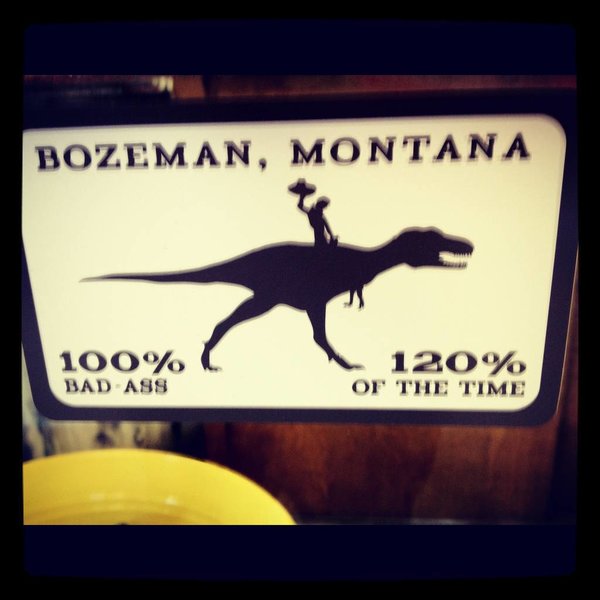 BOZEMAN, MONTANA
100%
BAD-ASS
120%
OF THE TIME